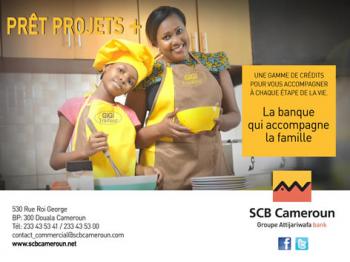 PRÊT PROJETS +
GiGi
GiGi
UNE GAMME DE CRÉDITS
POUR VOUS ACCOMPAGNER
À CHAQUE ÉTAPE DE LA VIE.
La banque
qui accompagne
la famille
SCB Cameroun
Groupe Attijariwafa bank
530 Rue Roi George
BP: 300 Douala Cameroun
Tél: 233 43 53 41 / 233 43 53 00
contact_commercial@scbcameroun.com
www.scbcameroun.net